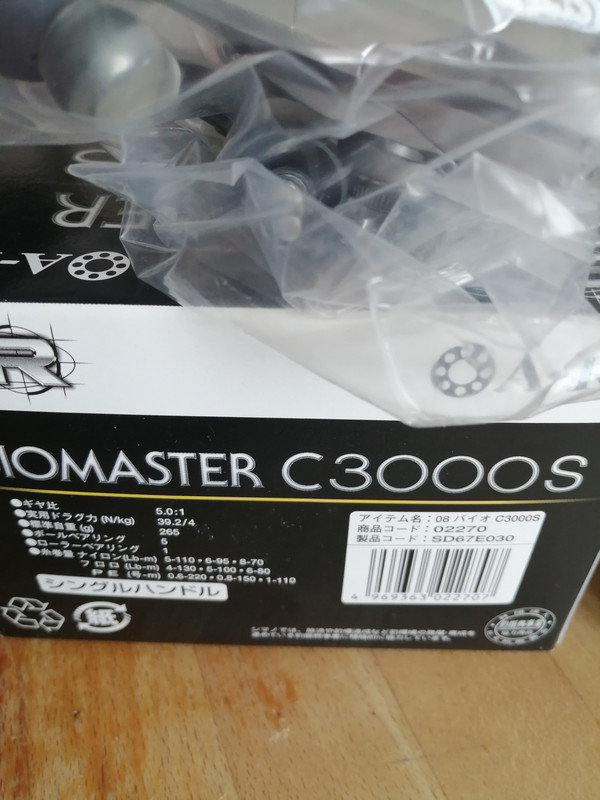 ER
A-
R
A-
BIOMASTER C3000S
●ギヤ比 5.0:1
●実用ドラグ力 (N/kg) 39.2/4
●標準自重 (g) 265
●ボールベアリング 5
●ローラーベアリング 1
●糸巻量 ナイロン(Lb-m) 5-110・6-95・8-70
フロロ (Lb-m) 4-130・5-100・6-80
PE (号-m) 0.6-220・0.8-150・1-110
シングルハンドル
アイテム名：08 バイオ C3000S
商品コード：02270
製品コード：SD67E030
4 969363 022707
紙